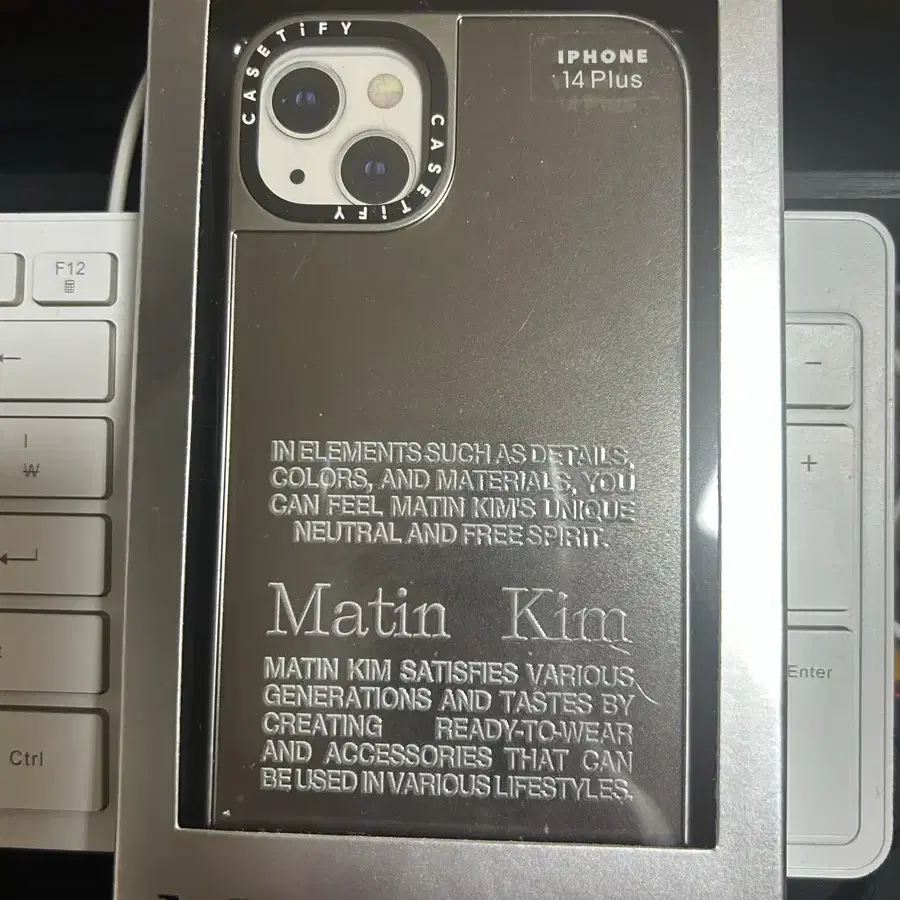 CASETiFY
CASETiFY
CASETiFY
IPHONE
14 Plus
F12
←
-
+
Enter
Ctrl
IN ELEMENTS SUCH AS DETAILS,
COLORS, AND MATERIALS, YOU
CAN FEEL MATIN KIM'S UNIQUE
NEUTRAL AND FREE SPIRIT.
Matin Kim
MATIN KIM SATISFIES VARIOUS
GENERATIONS AND TASTES BY
CREATING READY-TO-WEAR
AND ACCESSORIES THAT CAN
BE USED IN VARIOUS LIFESTYLES.